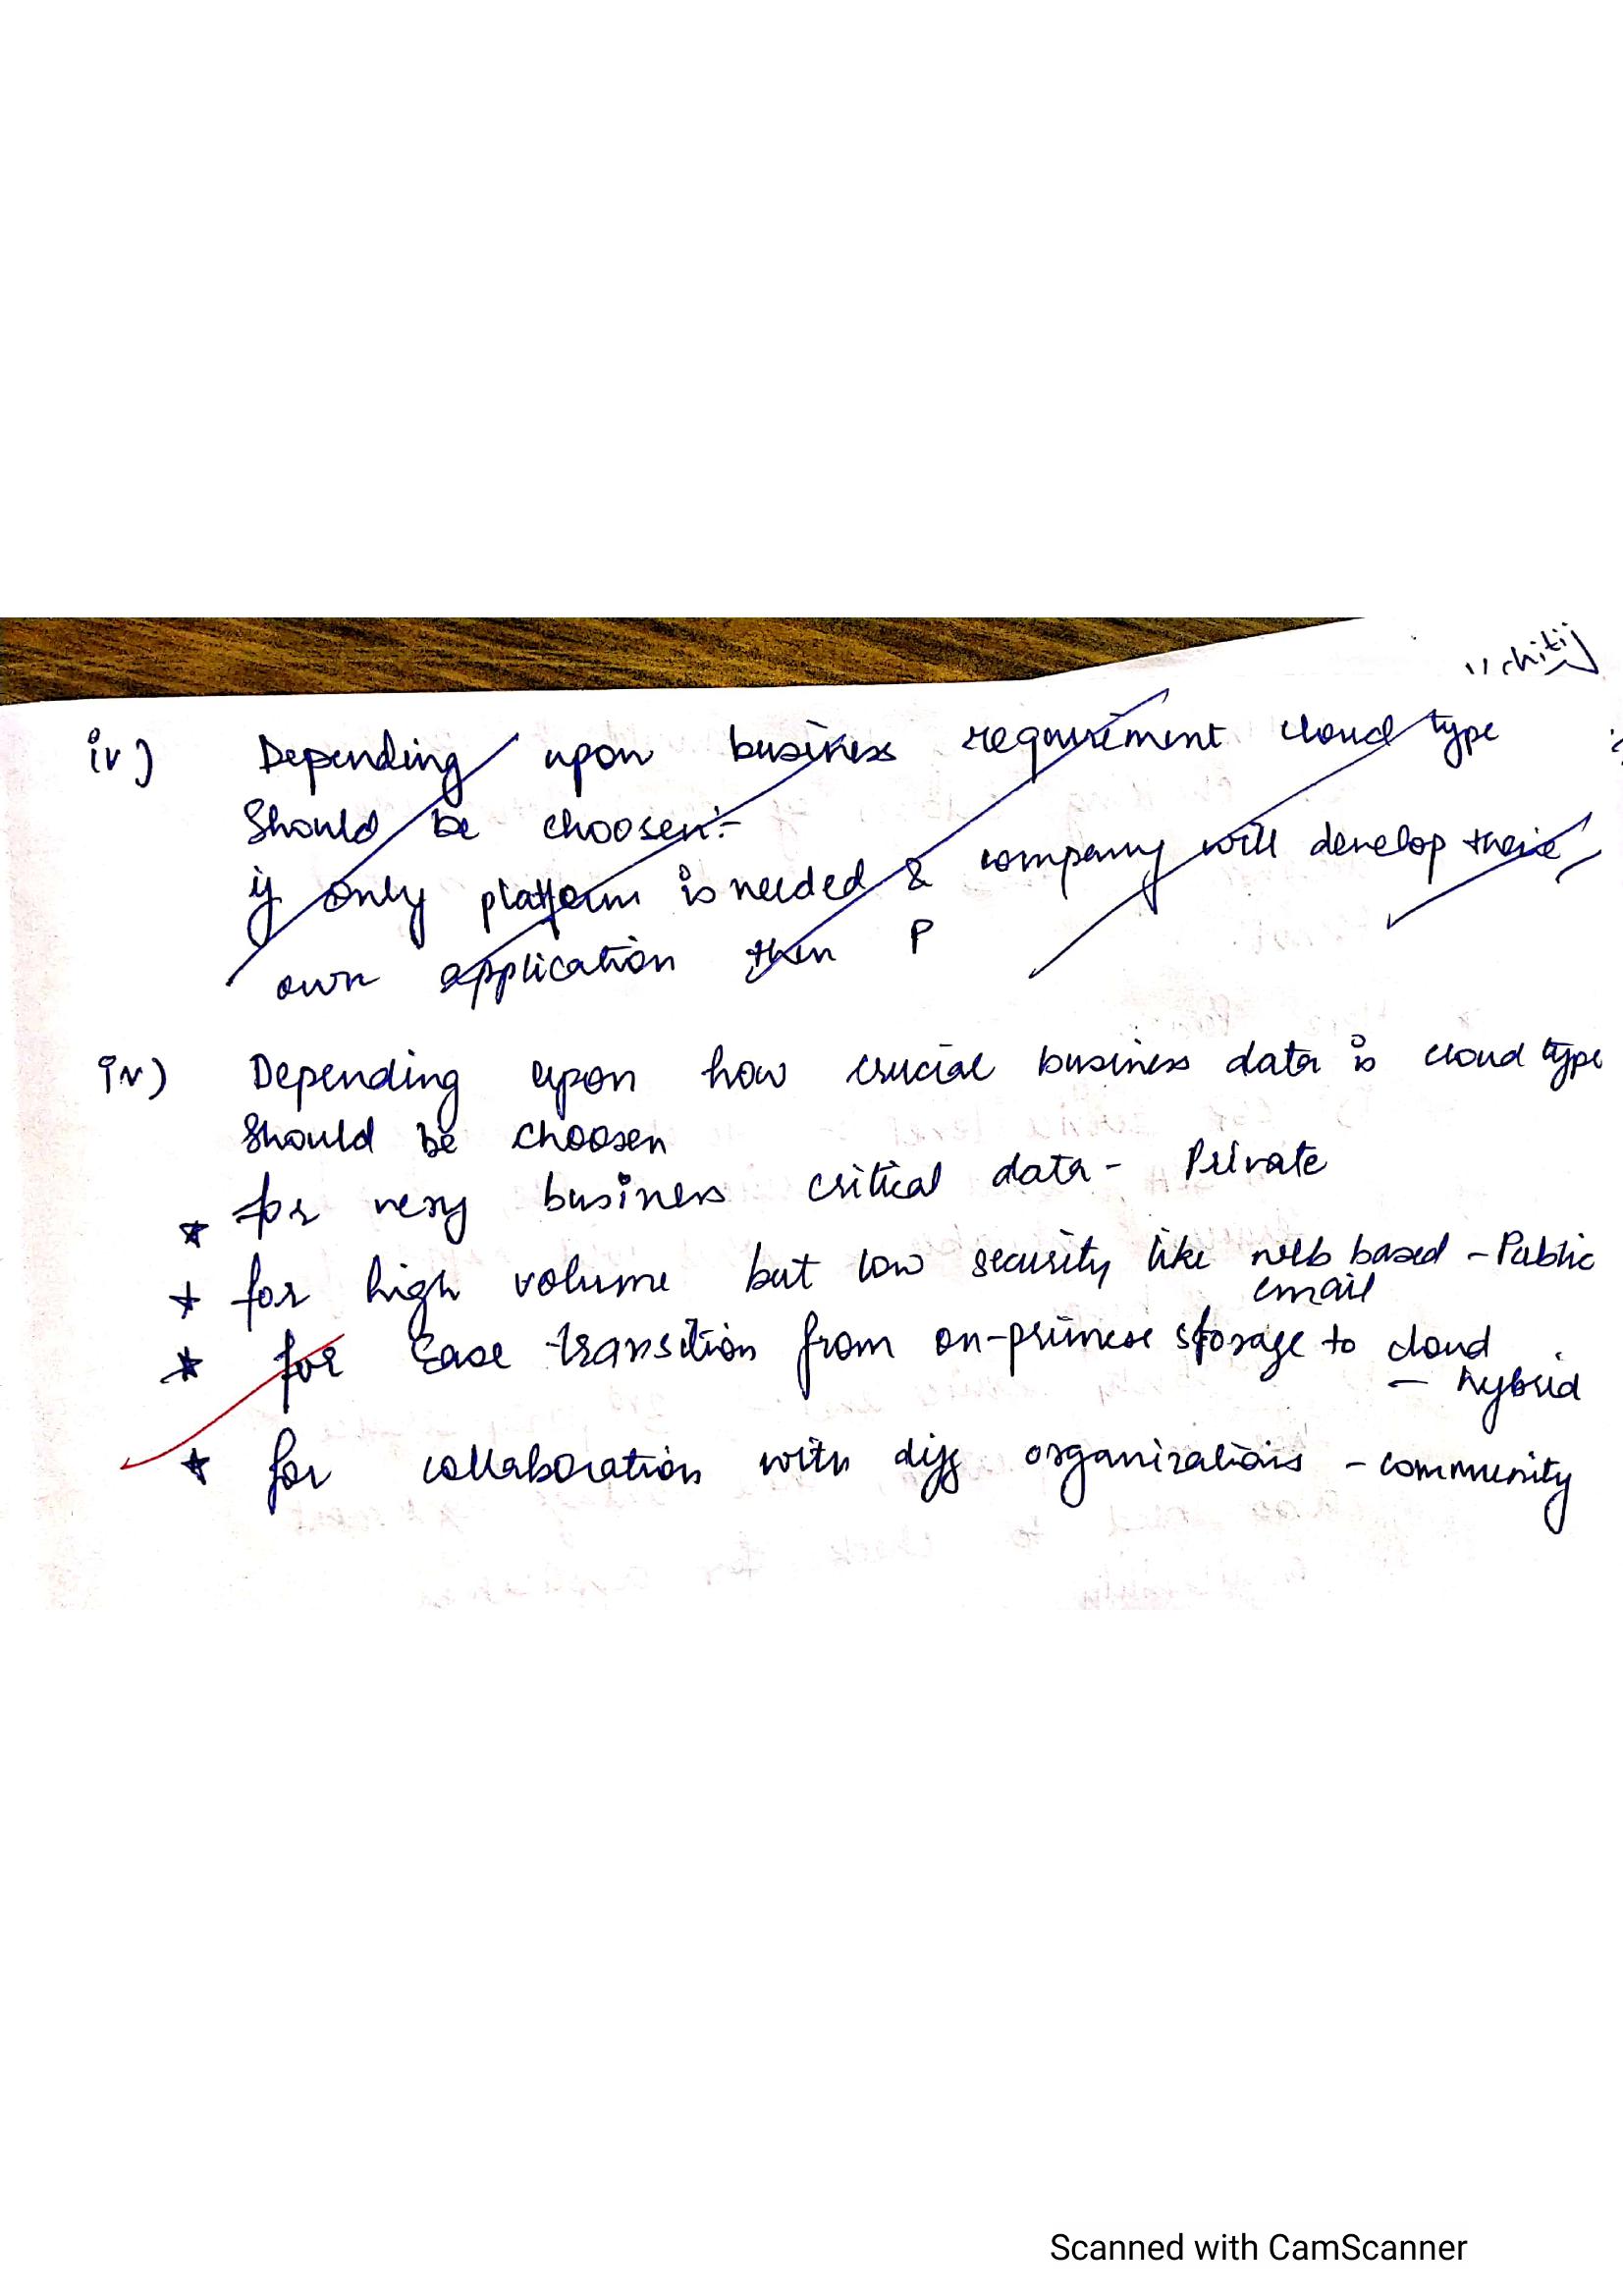 chitij
iv) Depending upon business requirement cloud type
Should be choosen:-
if only platform is needed & company will develop their
own application then P
iv) Depending upon how crucial business data is cloud type
Should be choosen
★ for very business critical data - Private
★ for high volume but low security like web based - Public
email
★ for Ease transition from on-primese storage to cloud
- hybrid
★ for collaboration with diff organizations - community
Scanned with CamScanner